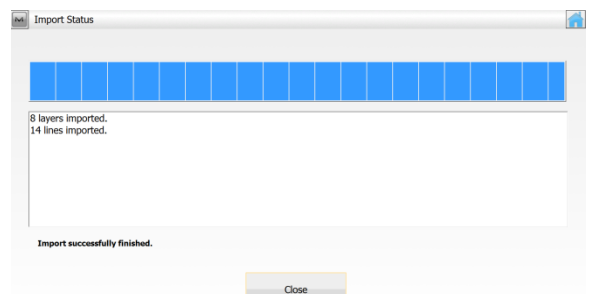 Import Status
8 layers imported.
14 lines imported.
Import successfully finished.
Close